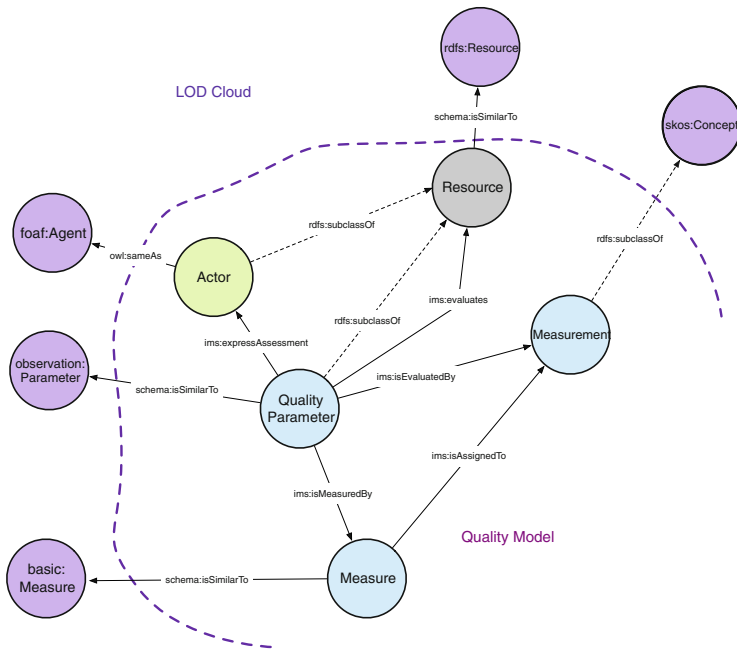 rdfs:Resource
LOD Cloud
schema:isSimilarTo
skos:Concept
Resource
rdfs:subclassOf
foaf:Agent
owl:sameAs
rdfs:subclassOf
Actor
ims:evaluates
rdfs:subclassOf
Measurement
ims:expressAssessment
observation:
Parameter
schema:isSimilarTo
ims:isEvaluatedBy
Quality
Parameter
ims:isAssignedTo
ims:isMeasuredBy
Quality Model
basic:
Measure
schema:isSimilarTo
Measure